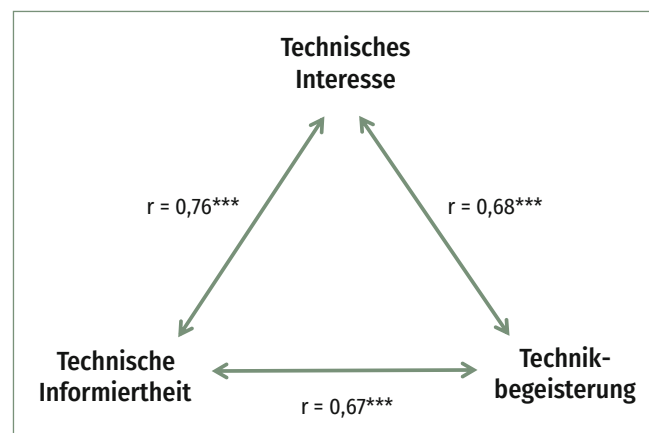 Technisches
Interesse
r = 0,76***
r = 0,68***
Technische
Informiertheit
Technik-
begeisterung
r = 0,67***